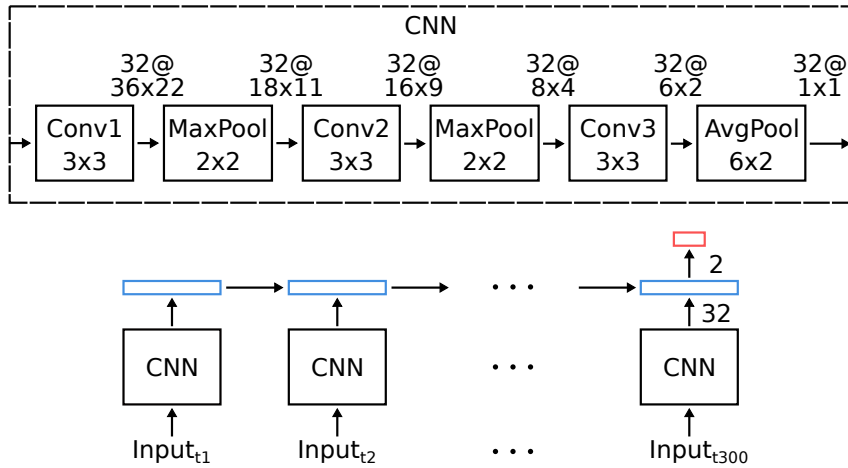 CNN
32@ 32@ 32@ 32@ 32@ 32@
36x22 18x11 16x9 8x4 6x2 1x1
Conv1 MaxPool Conv2 MaxPool Conv3 AvgPool
3x3 2x2 3x3 2x2 3x3 6x2
2
32
CNN CNN ... CNN
Input_t1 Input_t2 ... Input_t300